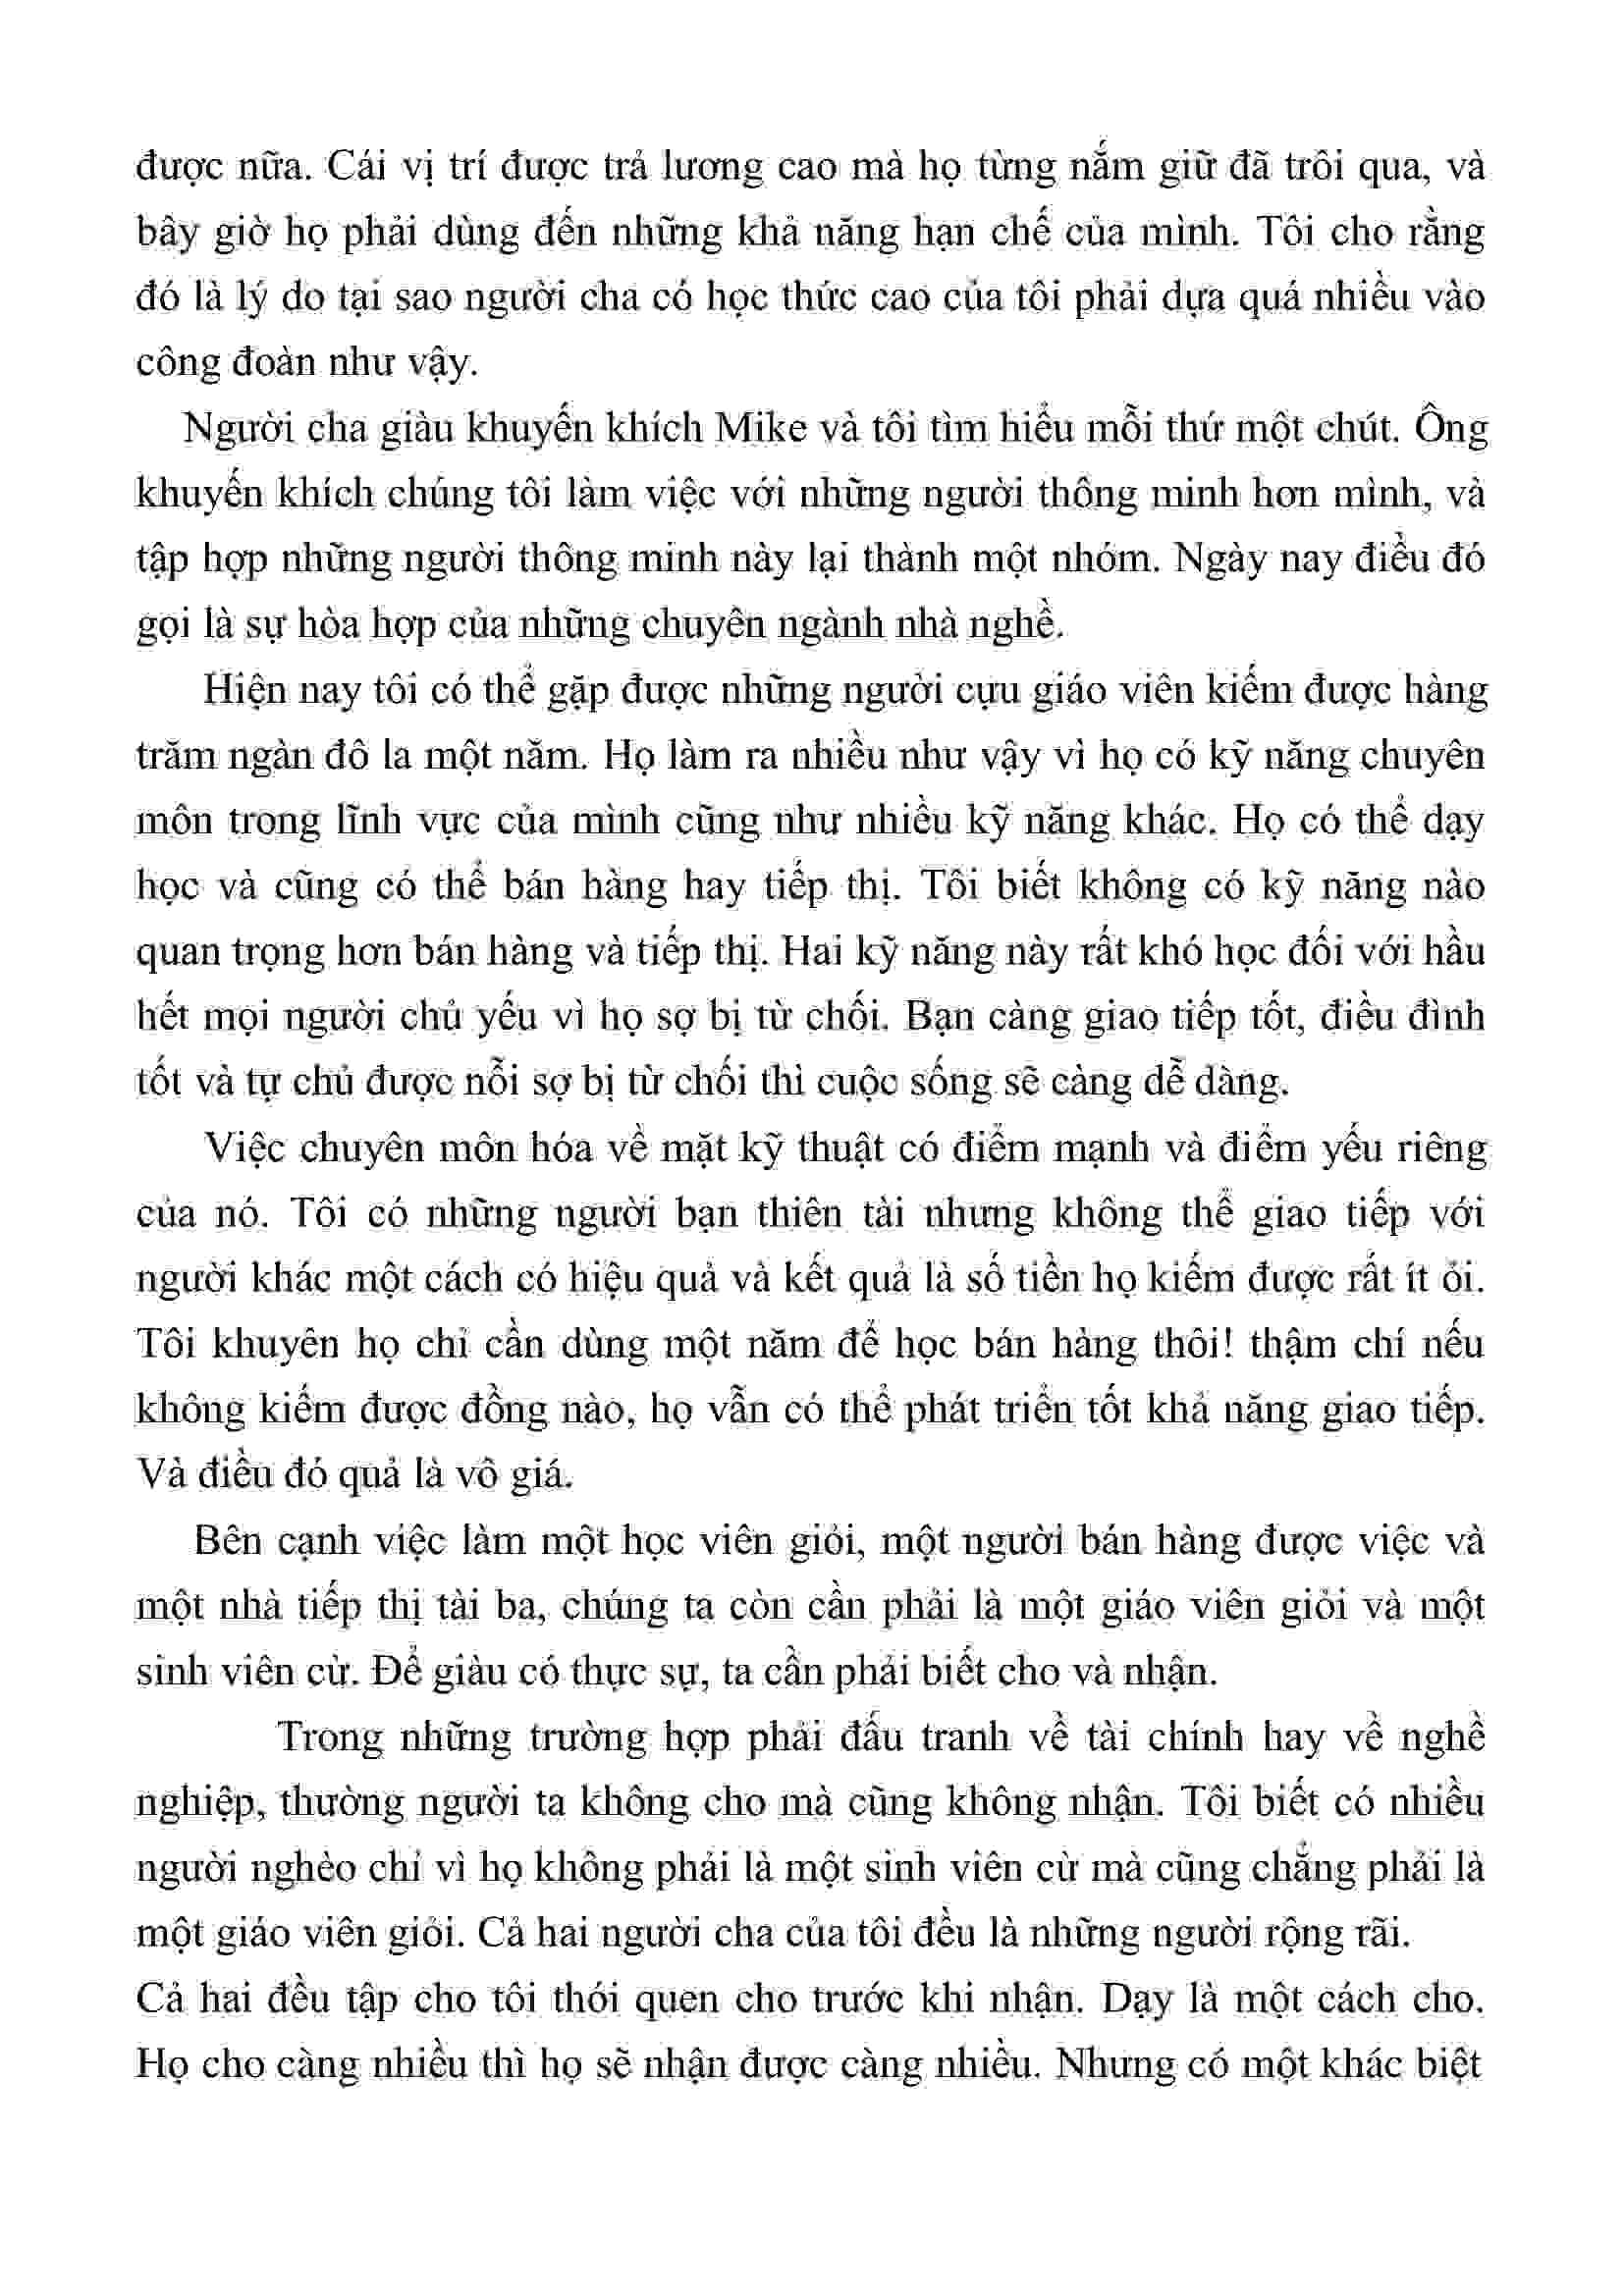 được nữa. Cái vị trí được trả lương cao mà họ từng nắm giữ đã trôi qua, và
bây giờ họ phải dùng đến những khả năng hạn chế của mình. Tôi cho rằng
đó là lý do tại sao người cha có học thức cao của tôi phải dựa quá nhiều vào
công đoàn như vậy.
Người cha giàu khuyến khích Mike và tôi tìm hiểu mỗi thứ một chút. Ông
khuyến khích chúng tôi làm việc với những người thông minh hơn mình, và
tập hợp những người thông minh này lại thành một nhóm. Ngày nay điều đó
gọi là sự hòa hợp của những chuyên ngành nhà nghề.
Hiện nay tôi có thể gặp được những người cựu giáo viên kiếm được hàng
trăm ngàn đô la một năm. Họ làm ra nhiều như vậy vì họ có kỹ năng chuyên
môn trong lĩnh vực của mình cũng như nhiều kỹ năng khác. Họ có thể dạy
học và cũng có thể bán hàng hay tiếp thị. Tôi biết không có kỹ năng nào
quan trọng hơn bán hàng và tiếp thị. Hai kỹ năng này rất khó học đối với hầu
hết mọi người chủ yếu vì họ sợ bị từ chối. Bạn càng giao tiếp tốt, điều đình
tốt và tự chủ được nỗi sợ bị từ chối thì cuộc sống sẽ càng dễ dàng.
Việc chuyên môn hóa về mặt kỹ thuật có điểm mạnh và điểm yếu riêng
của nó. Tôi có những người bạn thiên tài nhưng không thể giao tiếp với
người khác một cách có hiệu quả và kết quả là số tiền họ kiếm được rất ít ỏi.
Tôi khuyên họ chỉ cần dùng một năm để học bán hàng thôi! thậm chí nếu
không kiếm được đồng nào, họ vẫn có thể phát triển tốt khả năng giao tiếp.
Và điều đó quả là vô giá.
Bên cạnh việc làm một học viên giỏi, một người bán hàng được việc và
một nhà tiếp thị tài ba, chúng ta còn cần phải là một giáo viên giỏi và một
sinh viên cừ. Để giàu có thực sự, ta cần phải biết cho và nhận.
Trong những trường hợp phải đấu tranh về tài chính hay về nghề
nghiệp, thường người ta không cho mà cũng không nhận. Tôi biết có nhiều
người nghèo chỉ vì họ không phải là một sinh viên cừ mà cũng chẳng phải là
một giáo viên giỏi. Cả hai người cha của tôi đều là những người rộng rãi.
Cả hai đều tập cho tôi thói quen cho trước khi nhận. Dạy là một cách cho.
Họ cho càng nhiều thì họ sẽ nhận được càng nhiều. Nhưng có một khác biệt